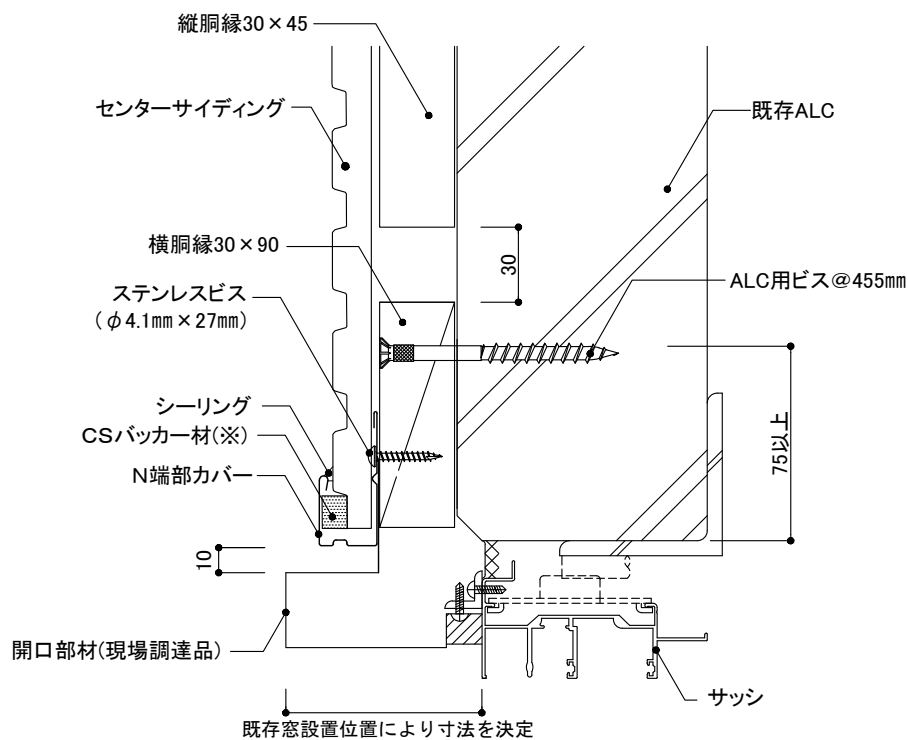 縦胴縁30×45
センターサイディング
既存ALC
横胴縁30×90
30
ステンレスビス
(φ4.1mm×27mm)
ALC用ビス@455mm
シーリング
CSバッカー材(※)
N端部カバー
75以上
10
開口部材(現場調達品)
サッシ
既存窓設置位置により寸法を決定